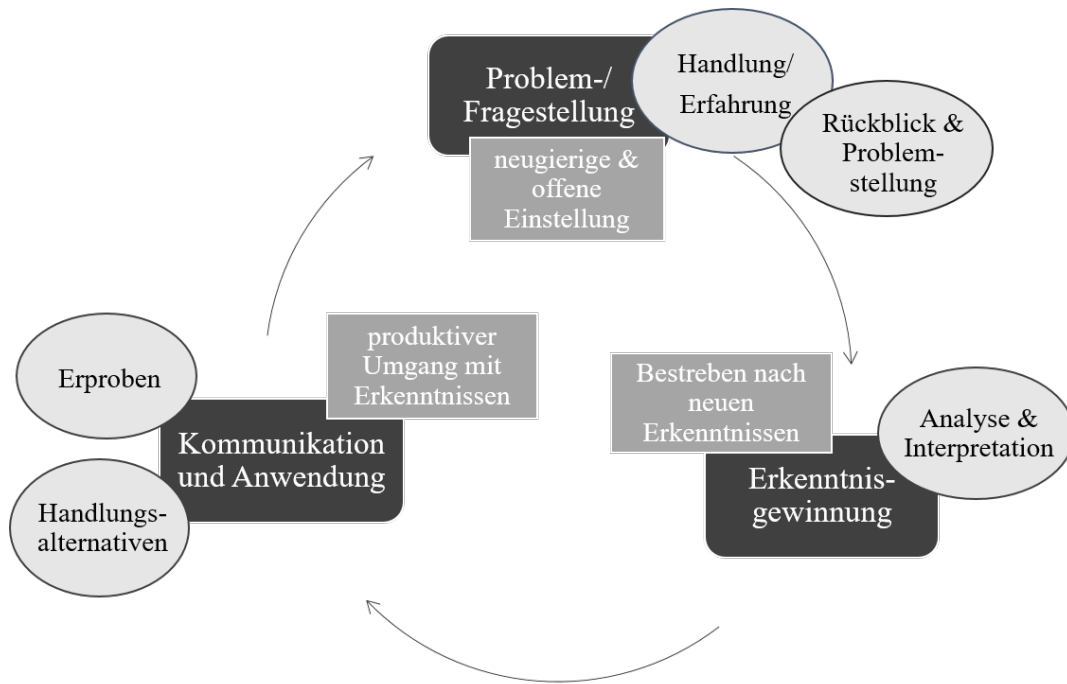 Problem-/
Fragestellung
neugierige &
offene
Einstellung
Handlung/
Erfahrung
Rückblick &
Problem-
stellung
Bestreben nach
neuen
Erkenntnissen
Erkenntnis-
gewinnung
Analyse &
Interpretation
produktiver
Umgang mit
Erkenntnissen
Kommunikation
und Anwendung
Erproben
Handlungs-
alternativen